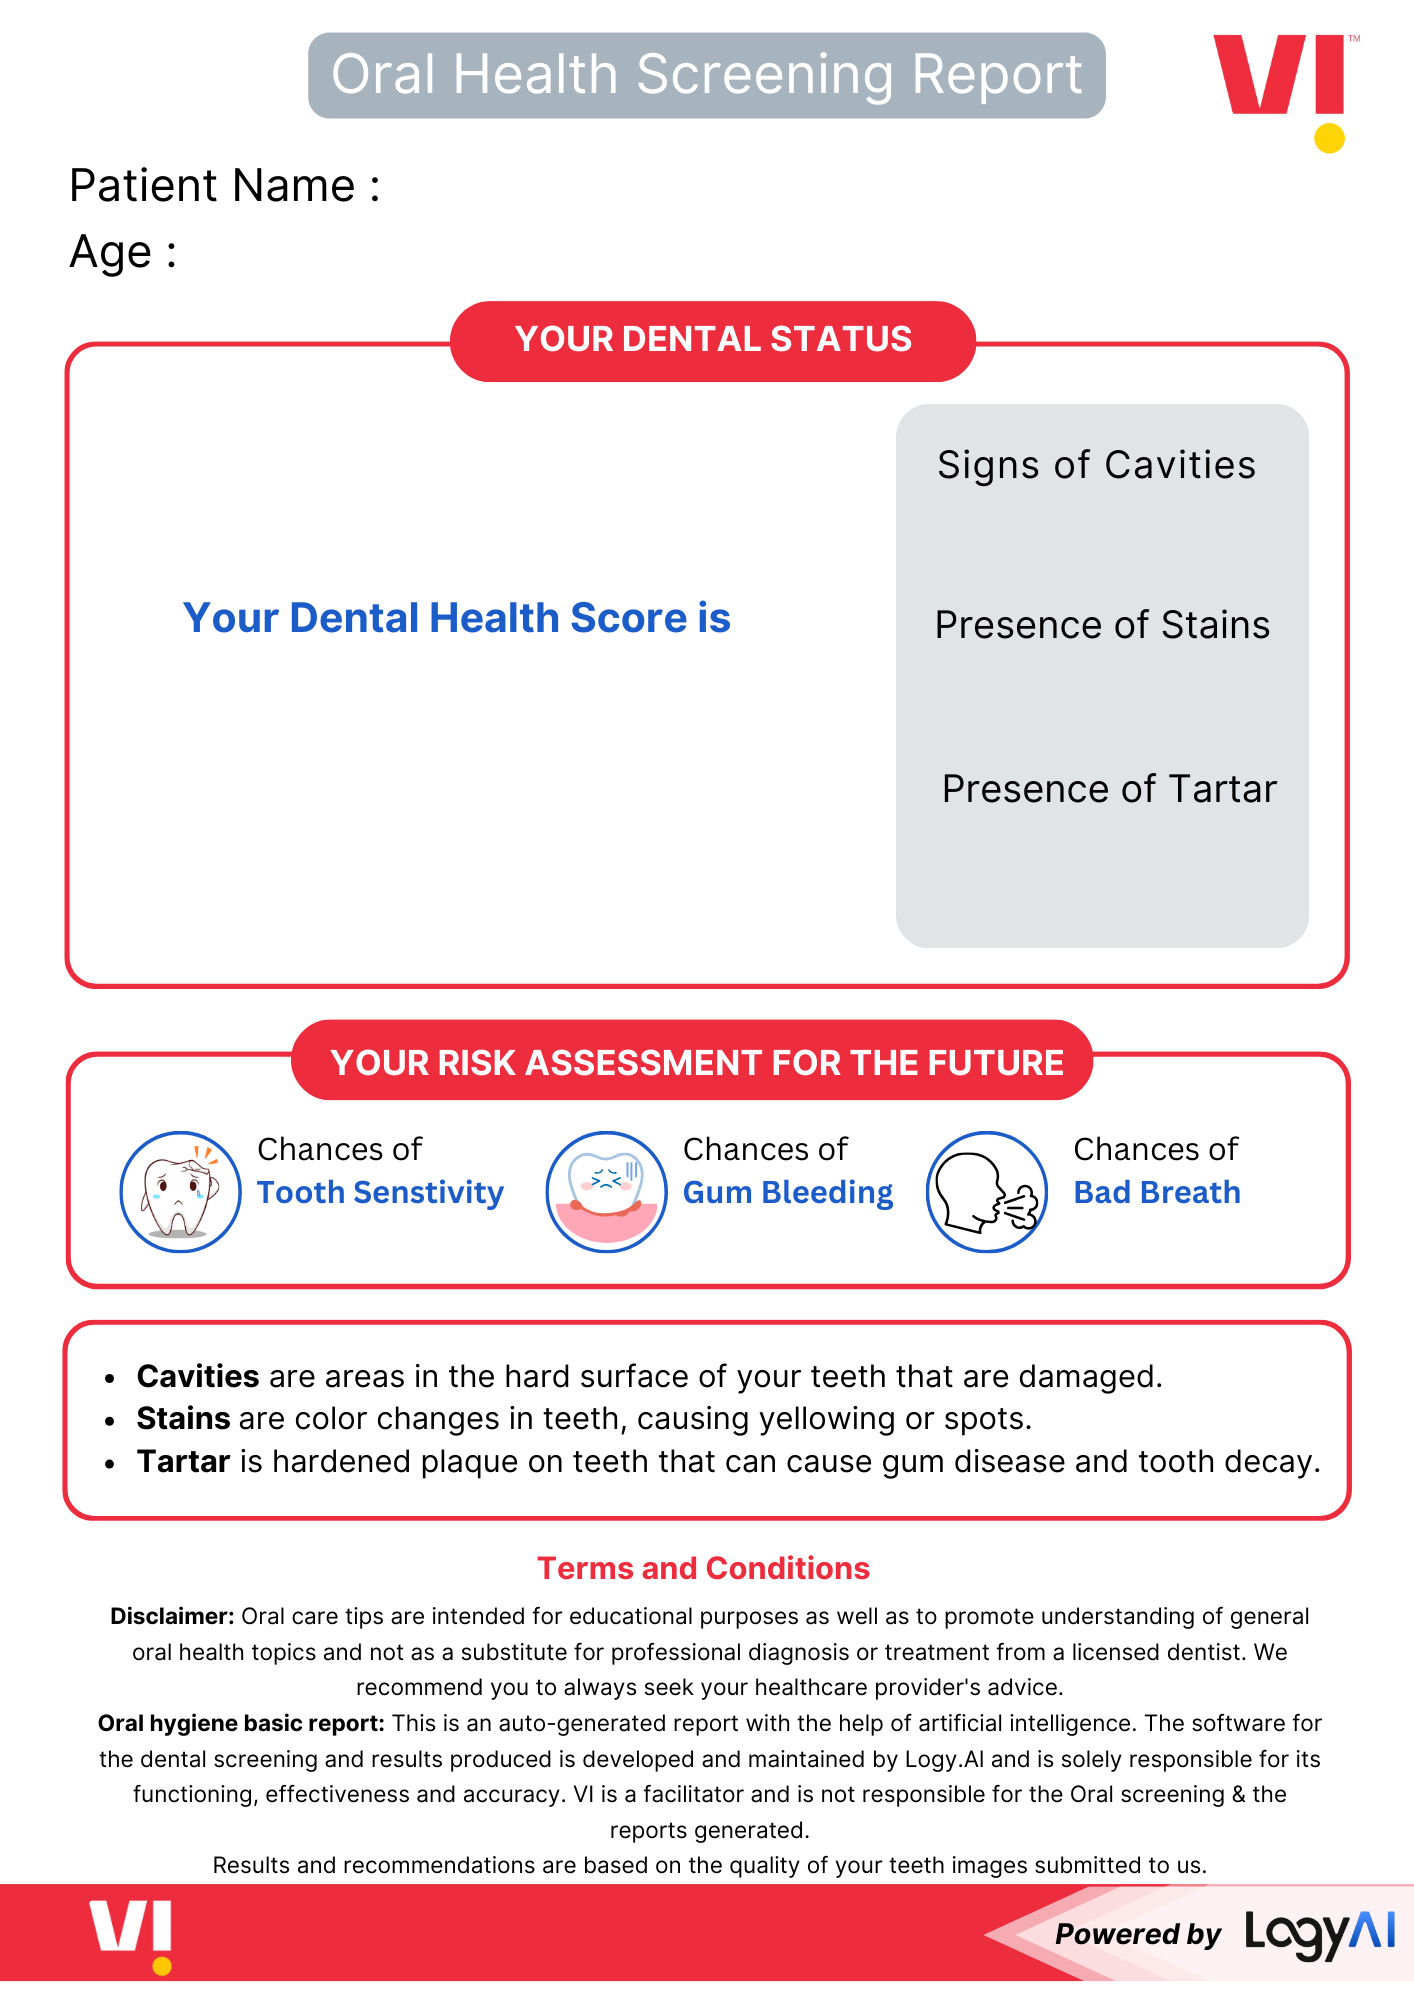 Oral Health Screening Report
VI
TM
Patient Name :
Age :
YOUR DENTAL STATUS
Signs of Cavities
Your Dental Health Score is
Presence of Stains
Presence of Tartar
YOUR RISK ASSESSMENT FOR THE FUTURE
Chances of
Tooth Senstivity
Chances of
Gum Bleeding
Chances of
Bad Breath
• Cavities are areas in the hard surface of your teeth that are damaged.
• Stains are color changes in teeth, causing yellowing or spots.
• Tartar is hardened plaque on teeth that can cause gum disease and tooth decay.
Terms and Conditions
Disclaimer: Oral care tips are intended for educational purposes as well as to promote understanding of general
oral health topics and not as a substitute for professional diagnosis or treatment from a licensed dentist. We
recommend you to always seek your healthcare provider's advice.
Oral hygiene basic report: This is an auto-generated report with the help of artificial intelligence. The software for
the dental screening and results produced is developed and maintained by Logy.AI and is solely responsible for its
functioning, effectiveness and accuracy. VI is a facilitator and is not responsible for the Oral screening & the
reports generated.
Results and recommendations are based on the quality of your teeth images submitted to us.
VI
Powered by LogyAI